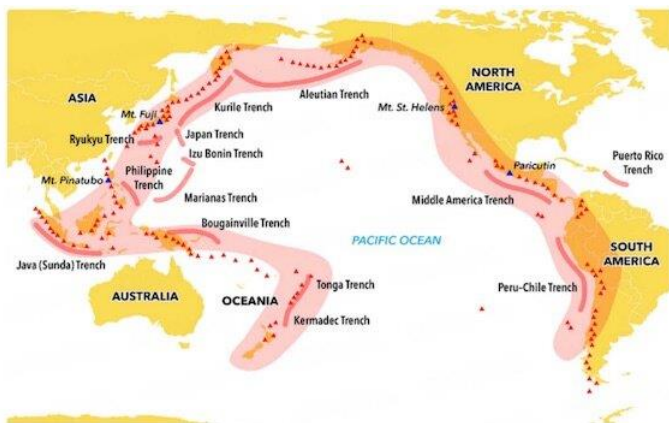 ASIA
NORTH
AMERICA
Mt. Fuji
Kurile Trench
Aleutian Trench
Mt. St. Helens
Ryukyu Trench
Japan Trench
Izu Bonin Trench
Puerto Rico
Trench
Paricutin
Mt. Pinatubo
Philippine
Trench
Marianas Trench
Middle America Trench
Bougainville Trench
PACIFIC OCEAN
SOUTH
AMERICA
Java (Sunda) Trench
AUSTRALIA
OCEANIA
Tonga Trench
Peru-Chile Trench
Kermadec Trench